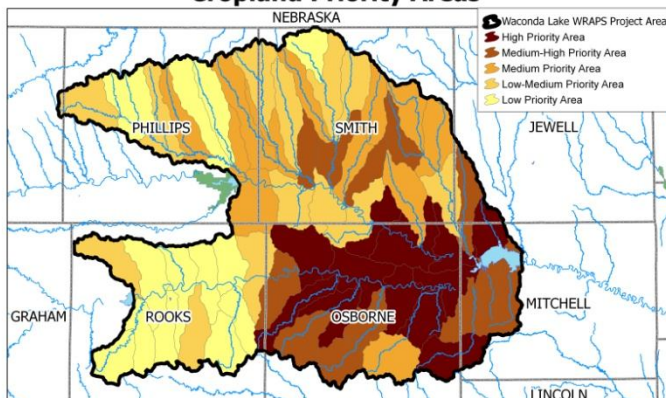 Cropland Priority Areas
NEBRASKA
Waconda Lake WRAPS Project Area
High Priority Area
Medium-High Priority Area
Medium Priority Area
Low-Medium Priority Area
Low Priority Area
PHILLIPS
SMITH
JEWELL
GRAHAM
ROOKS
OSBORNE
MITCHELL
LINCOLN